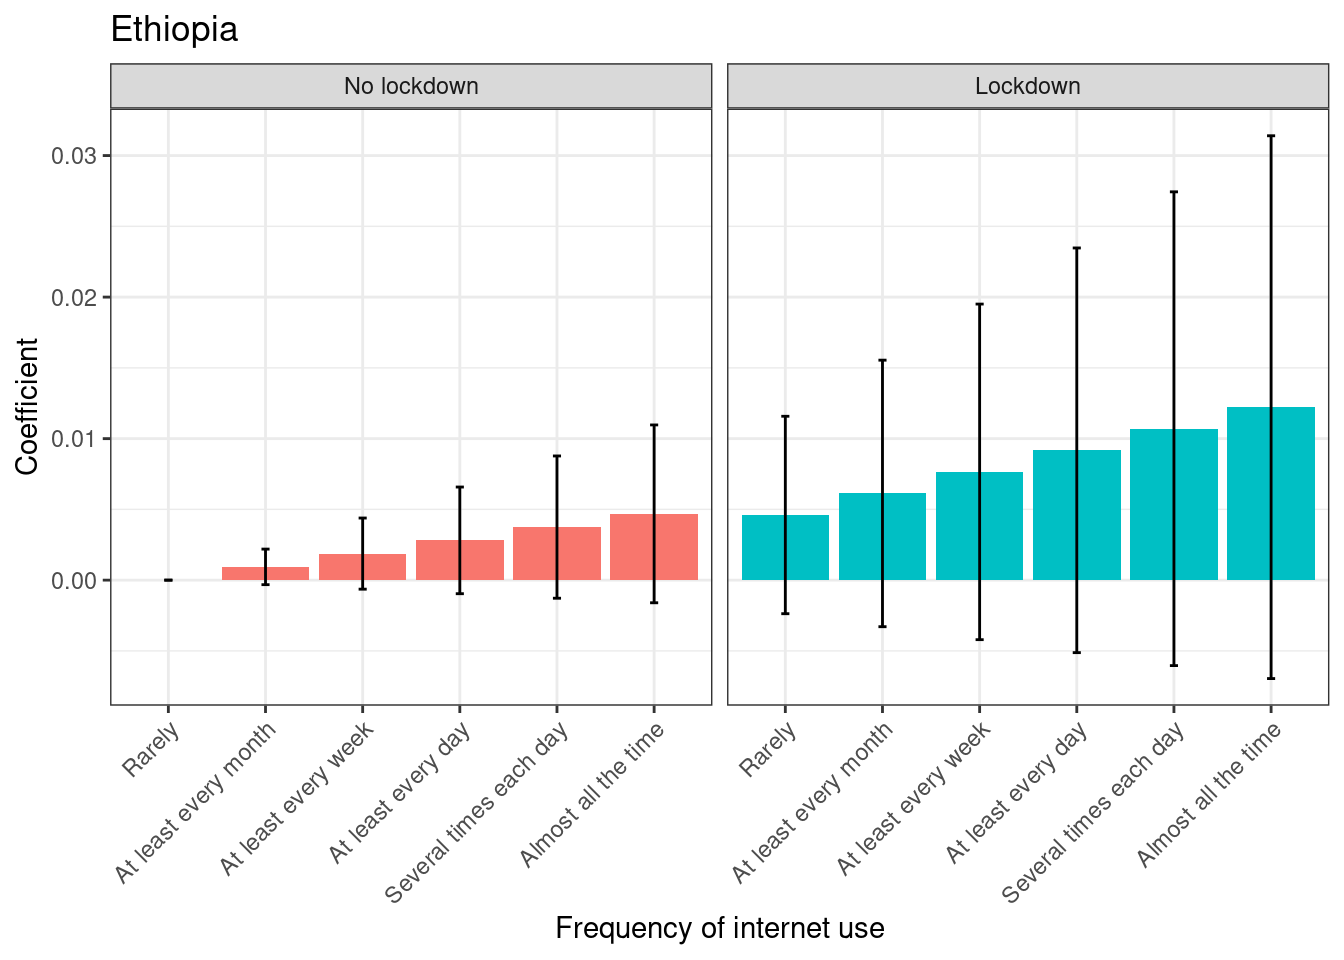 Ethiopia
No lockdown
Lockdown
Coefficient
0.03
0.02
0.01
0.00
Rarely
At least every month
At least every week
At least every day
Several times each day
Almost all the time
Rarely
At least every month
At least every week
At least every day
Several times each day
Almost all the time
Frequency of internet use